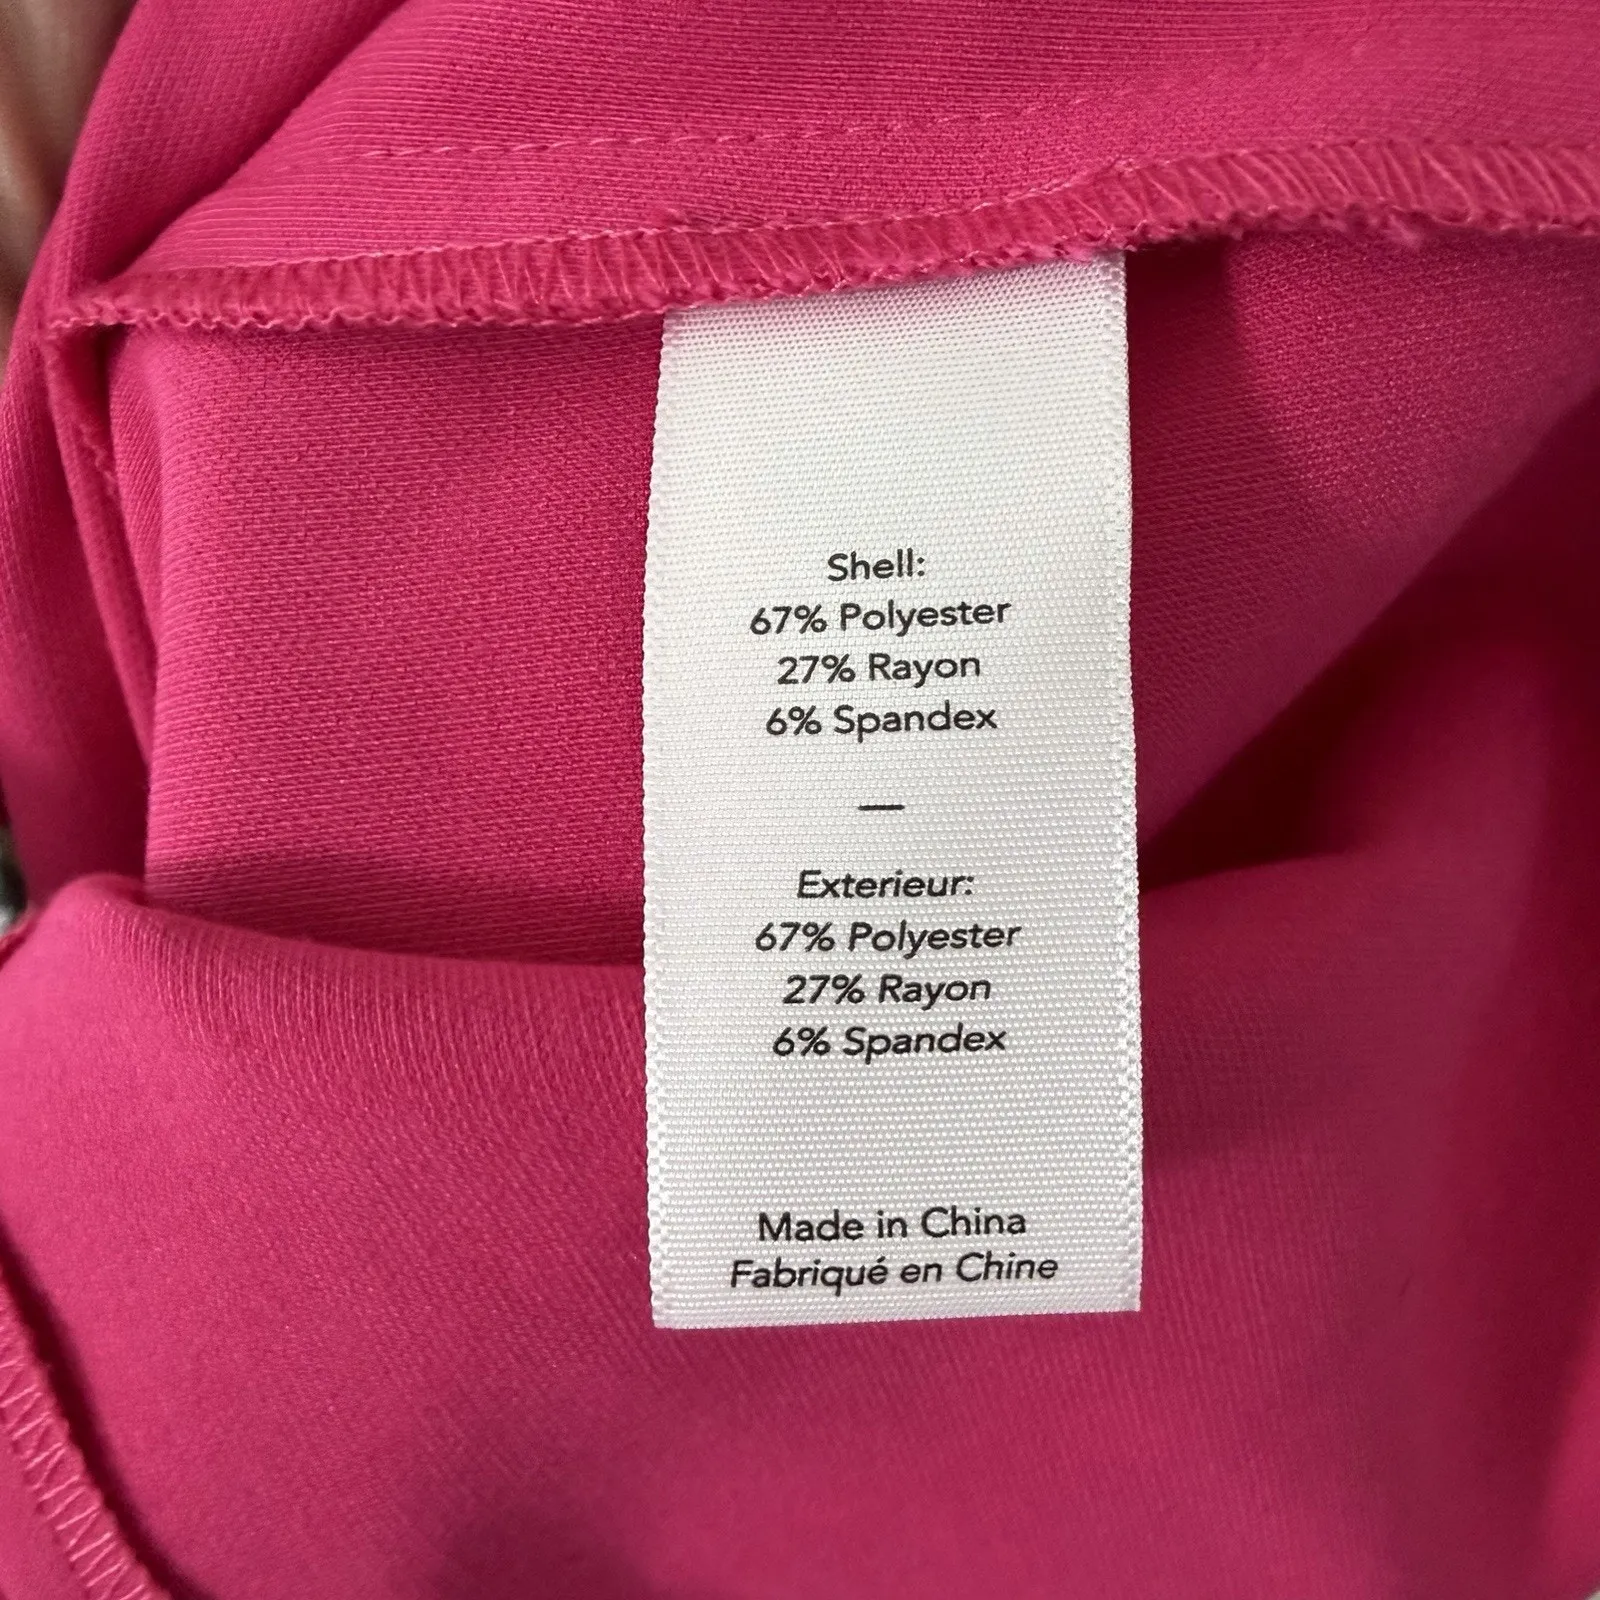 Shell:
67% Polyester
27% Rayon
6% Spandex
—
Exterieur:
67% Polyester
27% Rayon
6% Spandex
Made in China
Fabriqué en Chine